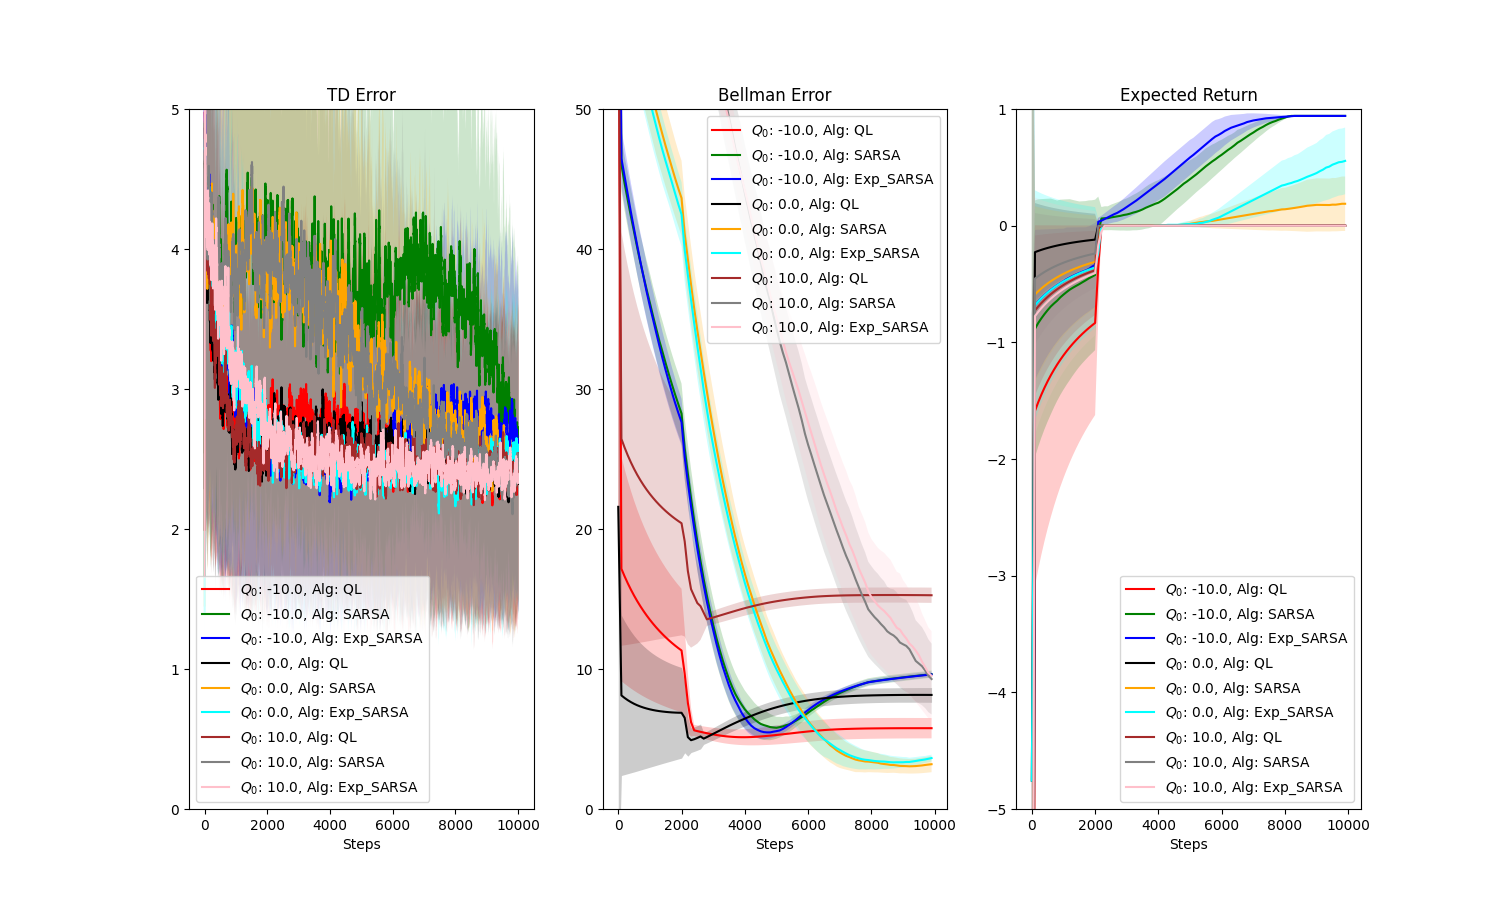 TD Error
5
4
3
2
1
0
Q0: -10.0, Alg: QL
Q0: -10.0, Alg: SARSA
Q0: -10.0, Alg: Exp_SARSA
Q0: 0.0, Alg: QL
Q0: 0.0, Alg: SARSA
Q0: 0.0, Alg: Exp_SARSA
Q0: 10.0, Alg: QL
Q0: 10.0, Alg: SARSA
Q0: 10.0, Alg: Exp_SARSA
0 2000 4000 6000 8000 10000
Steps
Bellman Error
50
40
30
20
10
0
Q0: -10.0, Alg: QL
Q0: -10.0, Alg: SARSA
Q0: -10.0, Alg: Exp_SARSA
Q0: 0.0, Alg: QL
Q0: 0.0, Alg: SARSA
Q0: 0.0, Alg: Exp_SARSA
Q0: 10.0, Alg: QL
Q0: 10.0, Alg: SARSA
Q0: 10.0, Alg: Exp_SARSA
0 2000 4000 6000 8000 10000
Steps
Expected Return
1
0
−1
−2
−3
−4
−5
Q0: -10.0, Alg: QL
Q0: -10.0, Alg: SARSA
Q0: -10.0, Alg: Exp_SARSA
Q0: 0.0, Alg: QL
Q0: 0.0, Alg: SARSA
Q0: 0.0, Alg: Exp_SARSA
Q0: 10.0, Alg: QL
Q0: 10.0, Alg: SARSA
Q0: 10.0, Alg: Exp_SARSA
0 2000 4000 6000 8000 10000
Steps